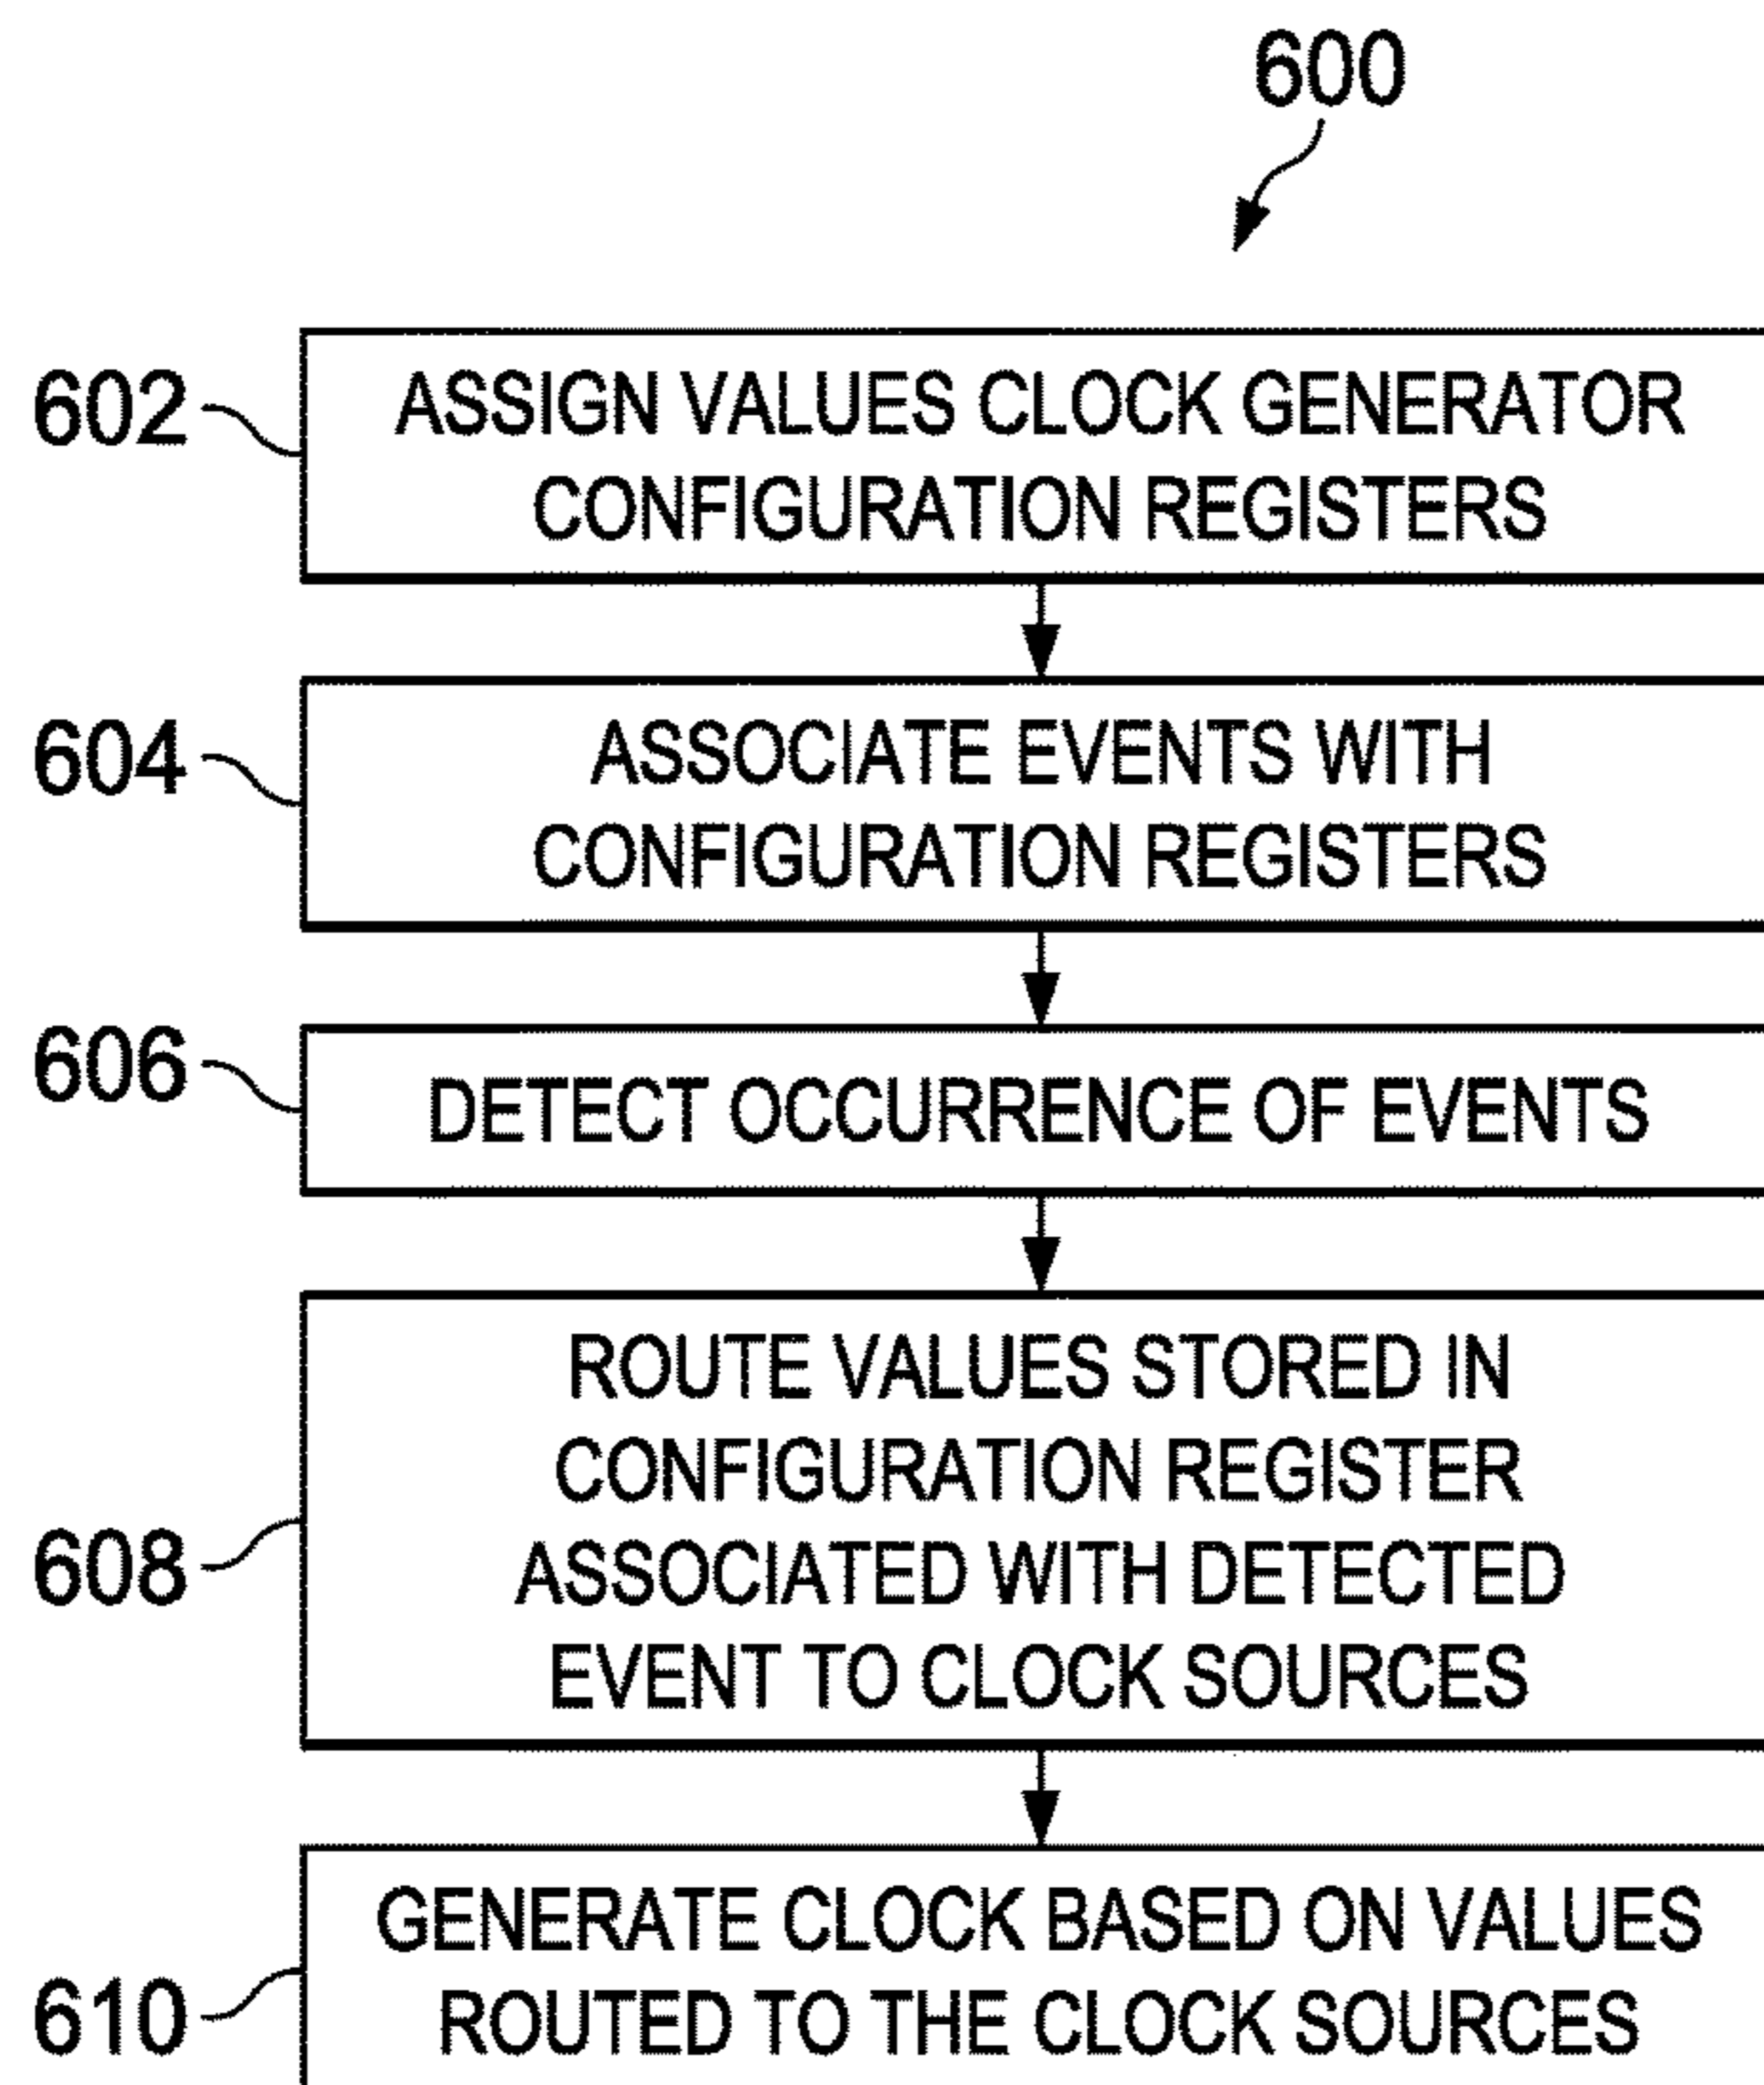 600
602
ASSIGN VALUES CLOCK GENERATOR
CONFIGURATION REGISTERS
604
ASSOCIATE EVENTS WITH
CONFIGURATION REGISTERS
606
DETECT OCCURRENCE OF EVENTS
608
ROUTE VALUES STORED IN
CONFIGURATION REGISTER
ASSOCIATED WITH DETECTED
EVENT TO CLOCK SOURCES
610
GENERATE CLOCK BASED ON VALUES
ROUTED TO THE CLOCK SOURCES